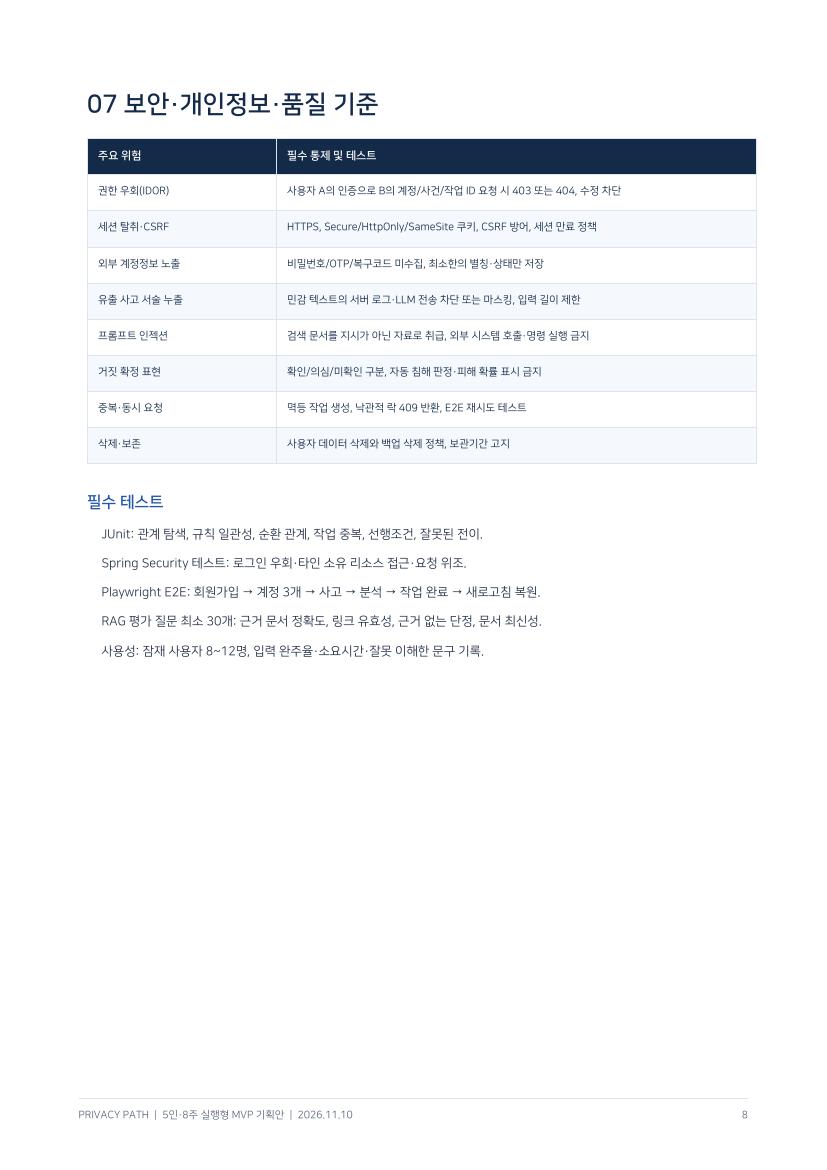 07 보안·개인정보·품질 기준
주요 위험 필수 통제 및 테스트
권한 우회(IDOR) 사용자 A의 인증으로 B의 계정/사건/작업 ID 요청 시 403 또는 404, 수정 차단
세션 탈취·CSRF HTTPS, Secure/HttpOnly/SameSite 쿠키, CSRF 방어, 세션 만료 정책
외부 계정정보 노출 비밀번호/OTP/복구코드 미수집, 최소한의 별칭·상태만 저장
유출 사고 서술 누출 민감 텍스트의 서버 로그·LLM 전송 차단 또는 마스킹, 입력 길이 제한
프롬프트 인젝션 검색 문서를 지시가 아닌 자료로 취급, 외부 시스템 호출·명령 실행 금지
거짓 확정 표현 확인/의심/미확인 구분, 자동 침해 판정·피해 확률 표시 금지
중복·동시 요청 멱등 작업 생성, 낙관적 락 409 반환, E2E 재시도 테스트
삭제·보존 사용자 데이터 삭제와 백업 삭제 정책, 보관기간 고지
필수 테스트
JUnit: 관계 탐색, 규칙 일관성, 순환 관계, 작업 중복, 선행조건, 잘못된 전이.
Spring Security 테스트: 로그인 우회·타인 소유 리소스 접근·요청 위조.
Playwright E2E: 회원가입 → 계정 3개 → 사고 → 분석 → 작업 완료 → 새로고침 복원.
RAG 평가 질문 최소 30개: 근거 문서 정확도, 링크 유효성, 근거 없는 단정, 문서 최신성.
사용성: 잠재 사용자 8~12명, 입력 완주율·소요시간·잘못 이해한 문구 기록.
PRIVACY PATH | 5인·8주 실행형 MVP 기획안 | 2026.11.10 8